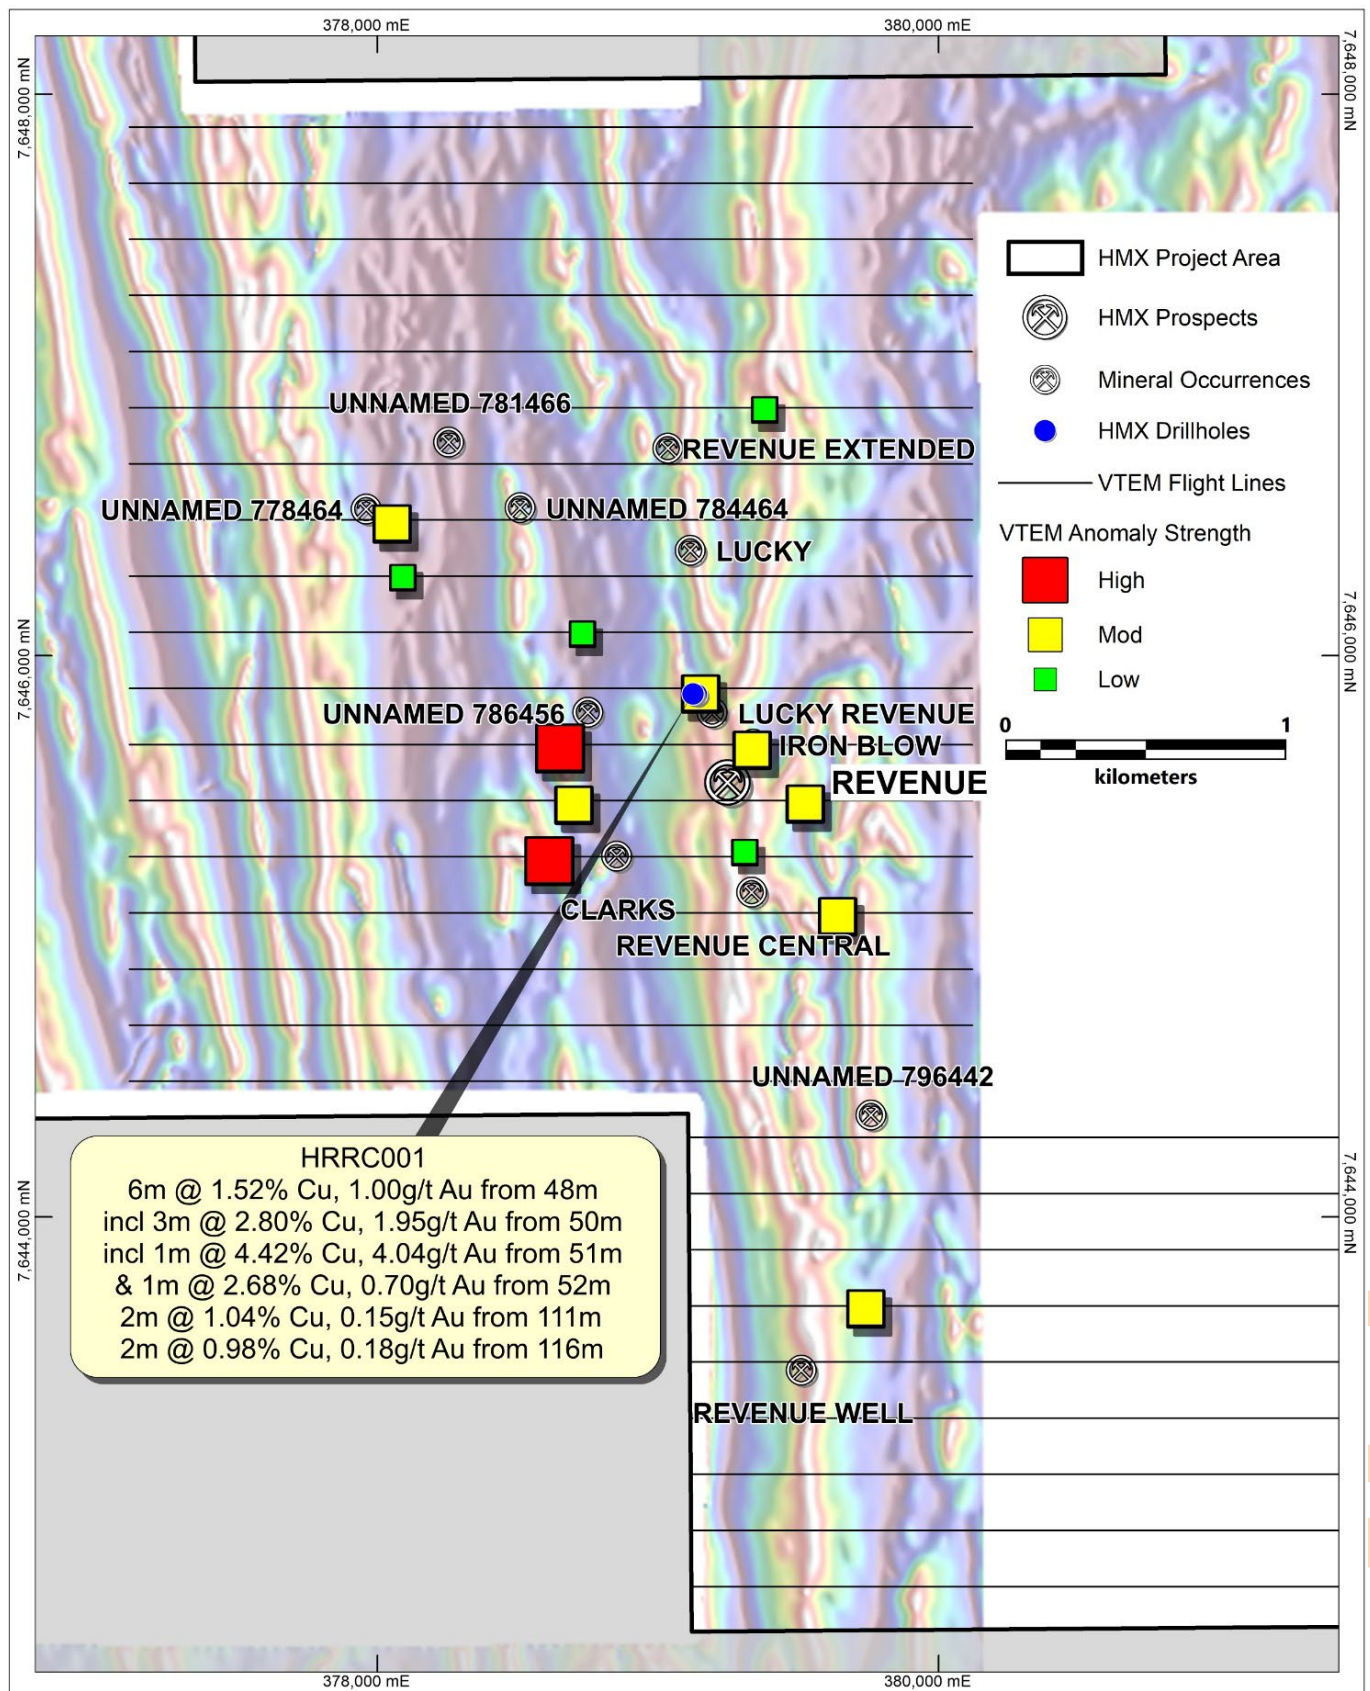 378,000 mE
380,000 mE
7,648,000 mN
7,648,000 mN
HMX Project Area
HMX Prospects
Mineral Occurrences
HMX Drillholes
VTEM Flight Lines
VTEM Anomaly Strength
High
Mod
Low
0
1
kilometers
UNNAMED 781466
REVENUE EXTENDED
UNNAMED 778464
UNNAMED 784464
LUCKY
7,646,000 mN
7,646,000 mN
UNNAMED 786456
LUCKY REVENUE
IRON BLOW
REVENUE
CLARKS
REVENUE CENTRAL
UNNAMED 796442
HRRC001
6m @ 1.52% Cu, 1.00g/t Au from 48m
incl 3m @ 2.80% Cu, 1.95g/t Au from 50m
incl 1m @ 4.42% Cu, 4.04g/t Au from 51m
& 1m @ 2.68% Cu, 0.70g/t Au from 52m
2m @ 1.04% Cu, 0.15g/t Au from 111m
2m @ 0.98% Cu, 0.18g/t Au from 116m
7,644,000 mN
7,644,000 mN
REVENUE WELL
378,000 mE
380,000 mE